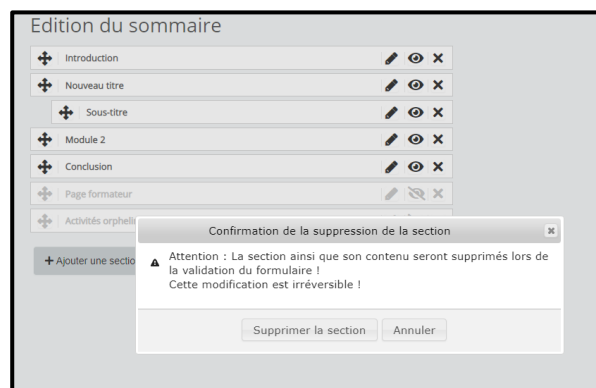 Edition du sommaire
Introduction
Nouveau titre
Sous-titre
Module 2
Conclusion
Page formateur
Activités
+ Ajouter une
Confirmation de la suppression de la section
Attention : La section ainsi que son contenu seront supprimés lors de
la validation du formulaire !
Cette modification est irréversible !
Supprimer la section Annuler